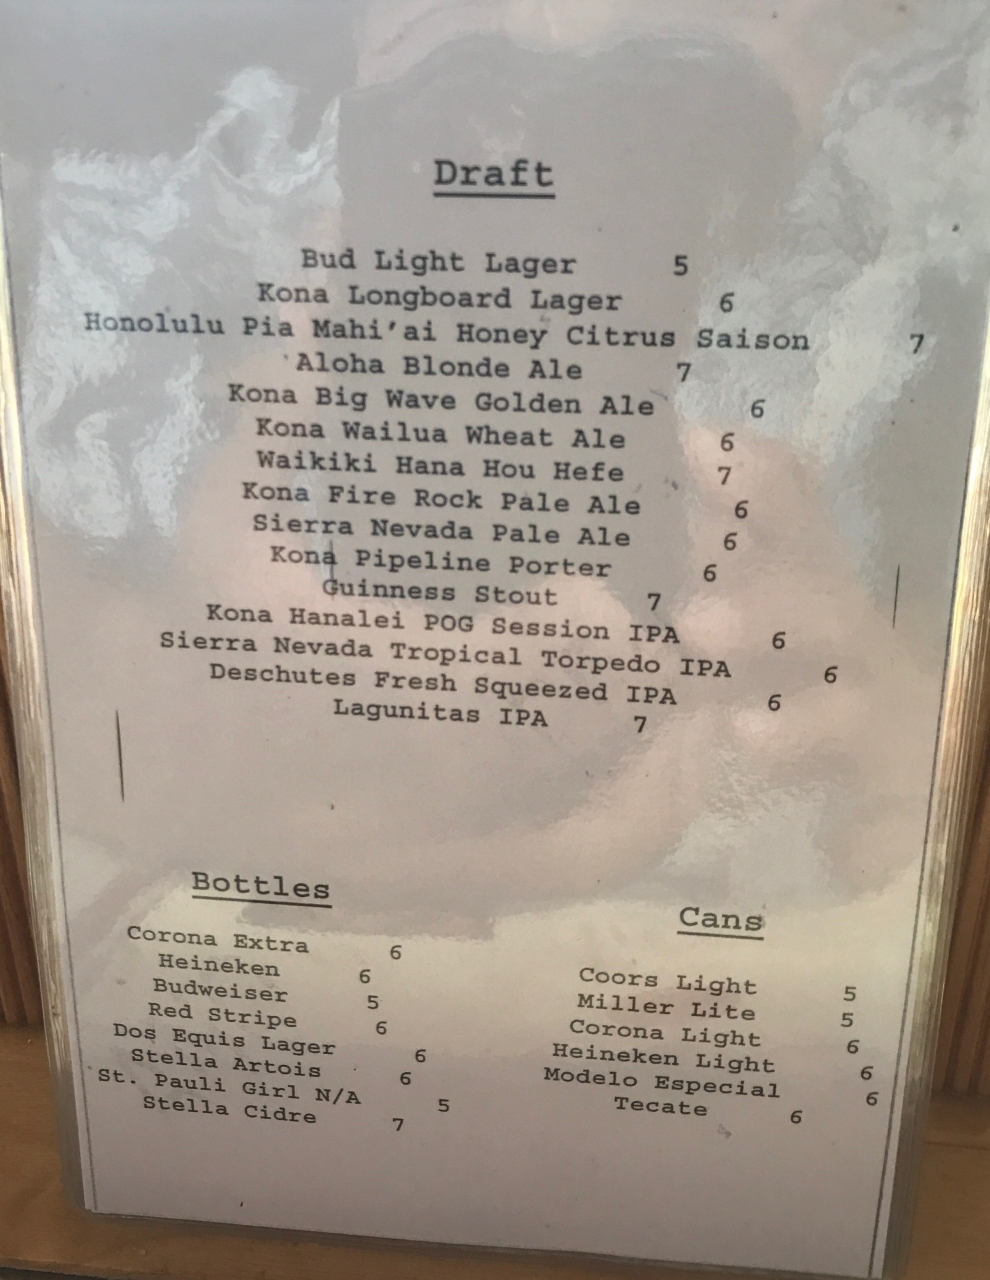 Draft
Bud Light Lager 5
Kona Longboard Lager 6
Honolulu Pia Mahi'ai Honey Citrus Saison 7
Aloha Blonde Ale 7
Kona Big Wave Golden Ale 6
Kona Wailua Wheat Ale 6
Waikiki Hana Hou Hefe 7
Kona Fire Rock Pale Ale 6
Sierra Nevada Pale Ale 6
Kona Pipeline Porter 6
Guinness Stout 7
Kona Hanalei POG Session IPA 6
Sierra Nevada Tropical Torpedo IPA 6
Deschutes Fresh Squeezed IPA 6
Lagunitas IPA 7
Bottles
Corona Extra 6
Heineken 6
Budweiser 5
Red Stripe 6
Dos Equis Lager 6
Stella Artois 6
St. Pauli Girl N/A 5
Stella Cidre 7
Cans
Coors Light 5
Miller Lite 5
Corona Light 6
Heineken Light 6
Modelo Especial 6
Tecate 6